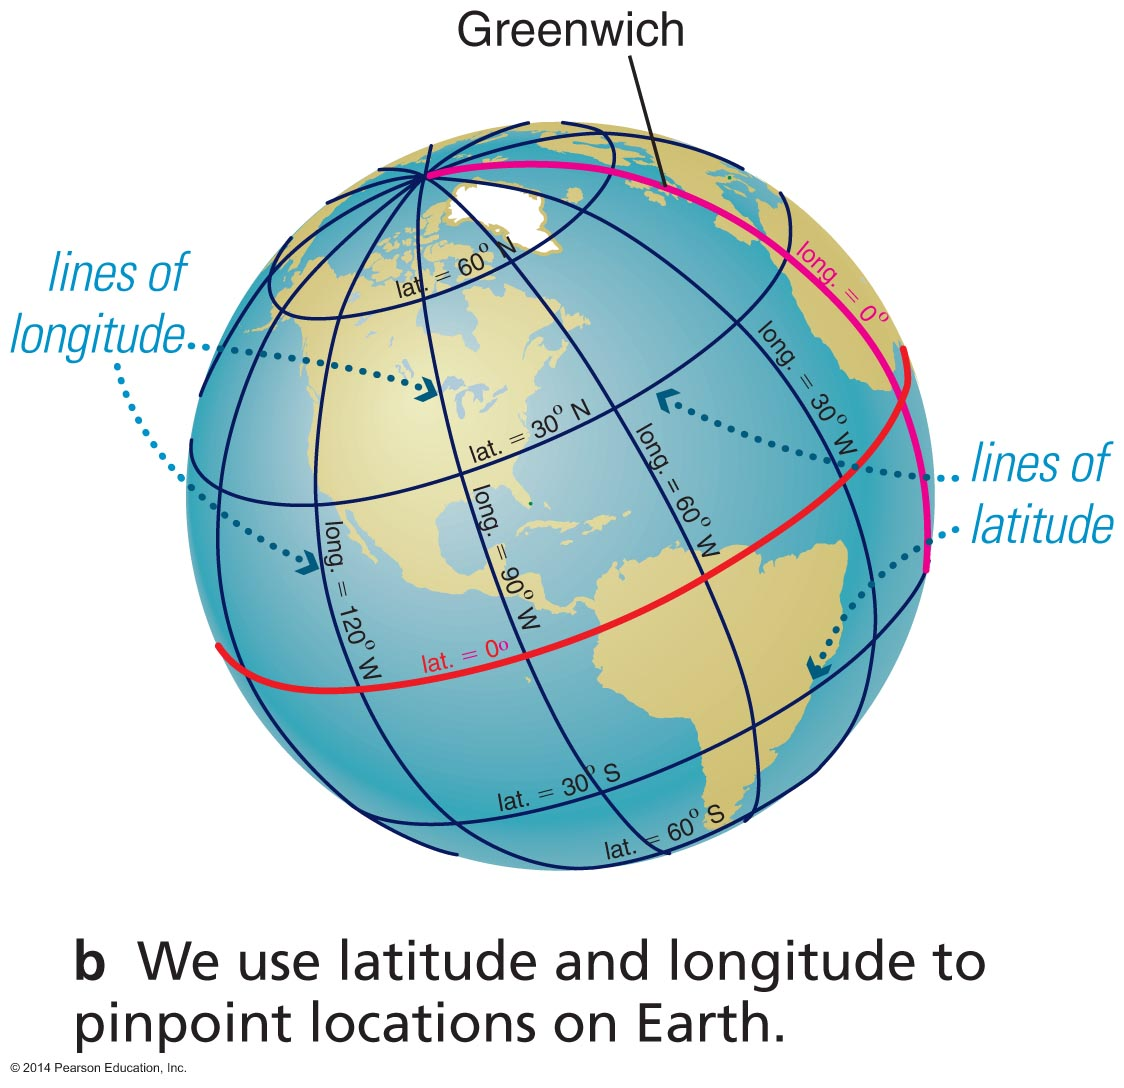 Greenwich
lines of
longitude
lat. = 60° N
long. = 0°
long. = 30° W
lat. = 30° N
long. = 60° W
lines of
latitude
long. = 90° W
long. = 120° W
lat. = 0°
lat. = 30° S
lat. = 60° S
b We use latitude and longitude to
pinpoint locations on Earth.
© 2014 Pearson Education, Inc.